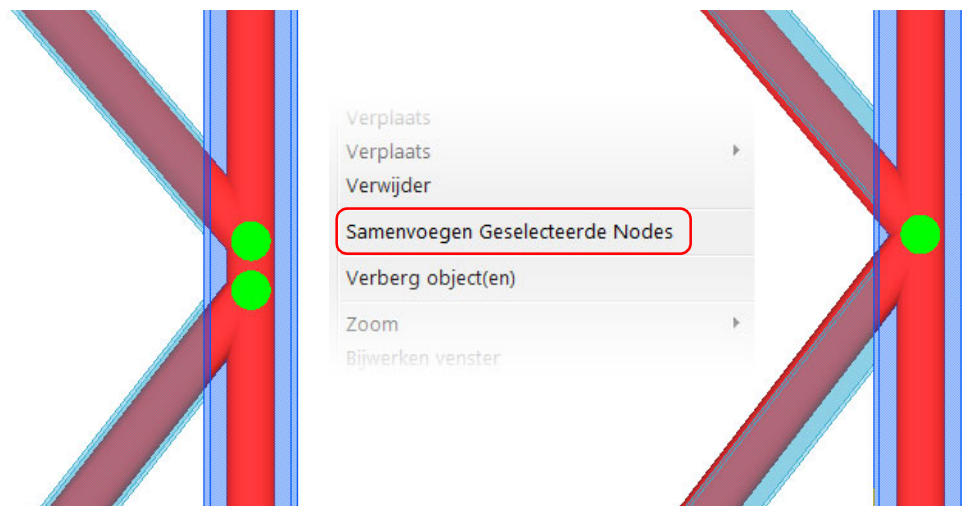 Verplaats
Verplaats
Verwijder
Samenvoegen Geselecteerde Nodes
Verberg object(en)
Zoom
Bijwerken venster